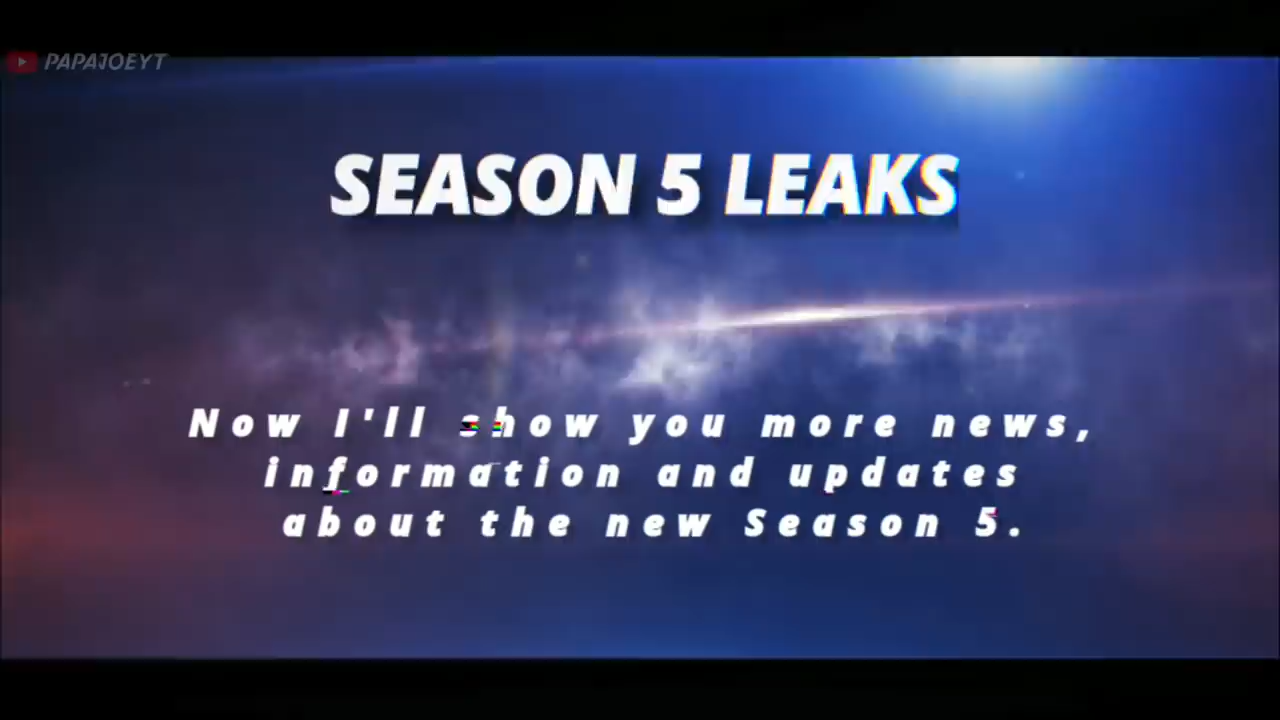 PAPAJOEYT
SEASON 5 LEAKS
Now I'll show you more news,
information and updates
about the new Season 5.